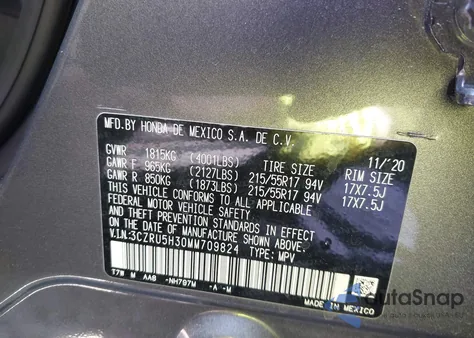 MFD. BY HONDA DE MEXICO S.A. DE C.V.
GVWR 1815KG (4001LBS) TIRE SIZE 11/'20
GAWR F 965KG (2127LBS) 215/55R17 94V RIM SIZE
GAWR R 850KG (1873LBS) 215/55R17 94V 17X7.5J
THIS VEHICLE CONFORMS TO ALL APPLICABLE 17X7.5J
FEDERAL MOTOR VEHICLE SAFETY, BUMPER,
AND THEFT PREVENTION STANDARDS IN EFFECT
ON THE DATE OF MANUFACTURE SHOWN ABOVE.
V.I.N:3CZRU5H30MM709824 TYPE: MPV
AAS -NH797M -A -M
MADE IN MEXICO
AutoSnap